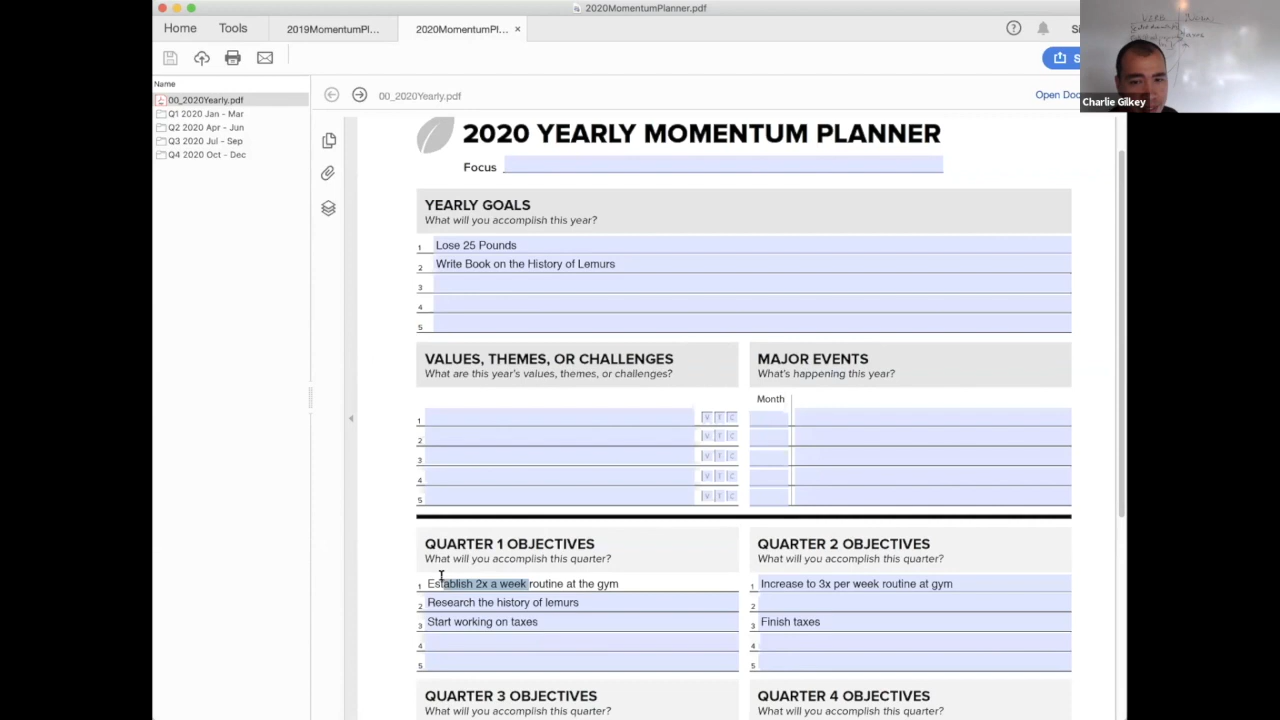 2020MomentumPlanner.pdf
Home
Tools
2019MomentumPl...
2020MomentumPl...
×
Name
00_2020Yearly.pdf
Q1 2020 Jan - Mar
Q2 2020 Apr - Jun
Q3 2020 Jul - Sep
Q4 2020 Oct - Dec
00_2020Yearly.pdf
Open Doc
Charlie Gilkey
2020 YEARLY MOMENTUM PLANNER
Focus
YEARLY GOALS
What will you accomplish this year?
1 Lose 25 Pounds
2 Write Book on the History of Lemurs
3
4
5
VALUES, THEMES, OR CHALLENGES
What are this year's values, themes, or challenges?
1 V T C
2 V T C
3 V T C
4 V T C
5 V T C
MAJOR EVENTS
What's happening this year?
Month
QUARTER 1 OBJECTIVES
What will you accomplish this quarter?
1 Establish 2x a week routine at the gym
2 Research the history of lemurs
3 Start working on taxes
4
5
QUARTER 2 OBJECTIVES
What will you accomplish this quarter?
1 Increase to 3x per week routine at gym
2
3 Finish taxes
4
5
QUARTER 3 OBJECTIVES
What will you accomplish this quarter?
QUARTER 4 OBJECTIVES
What will you accomplish this quarter?